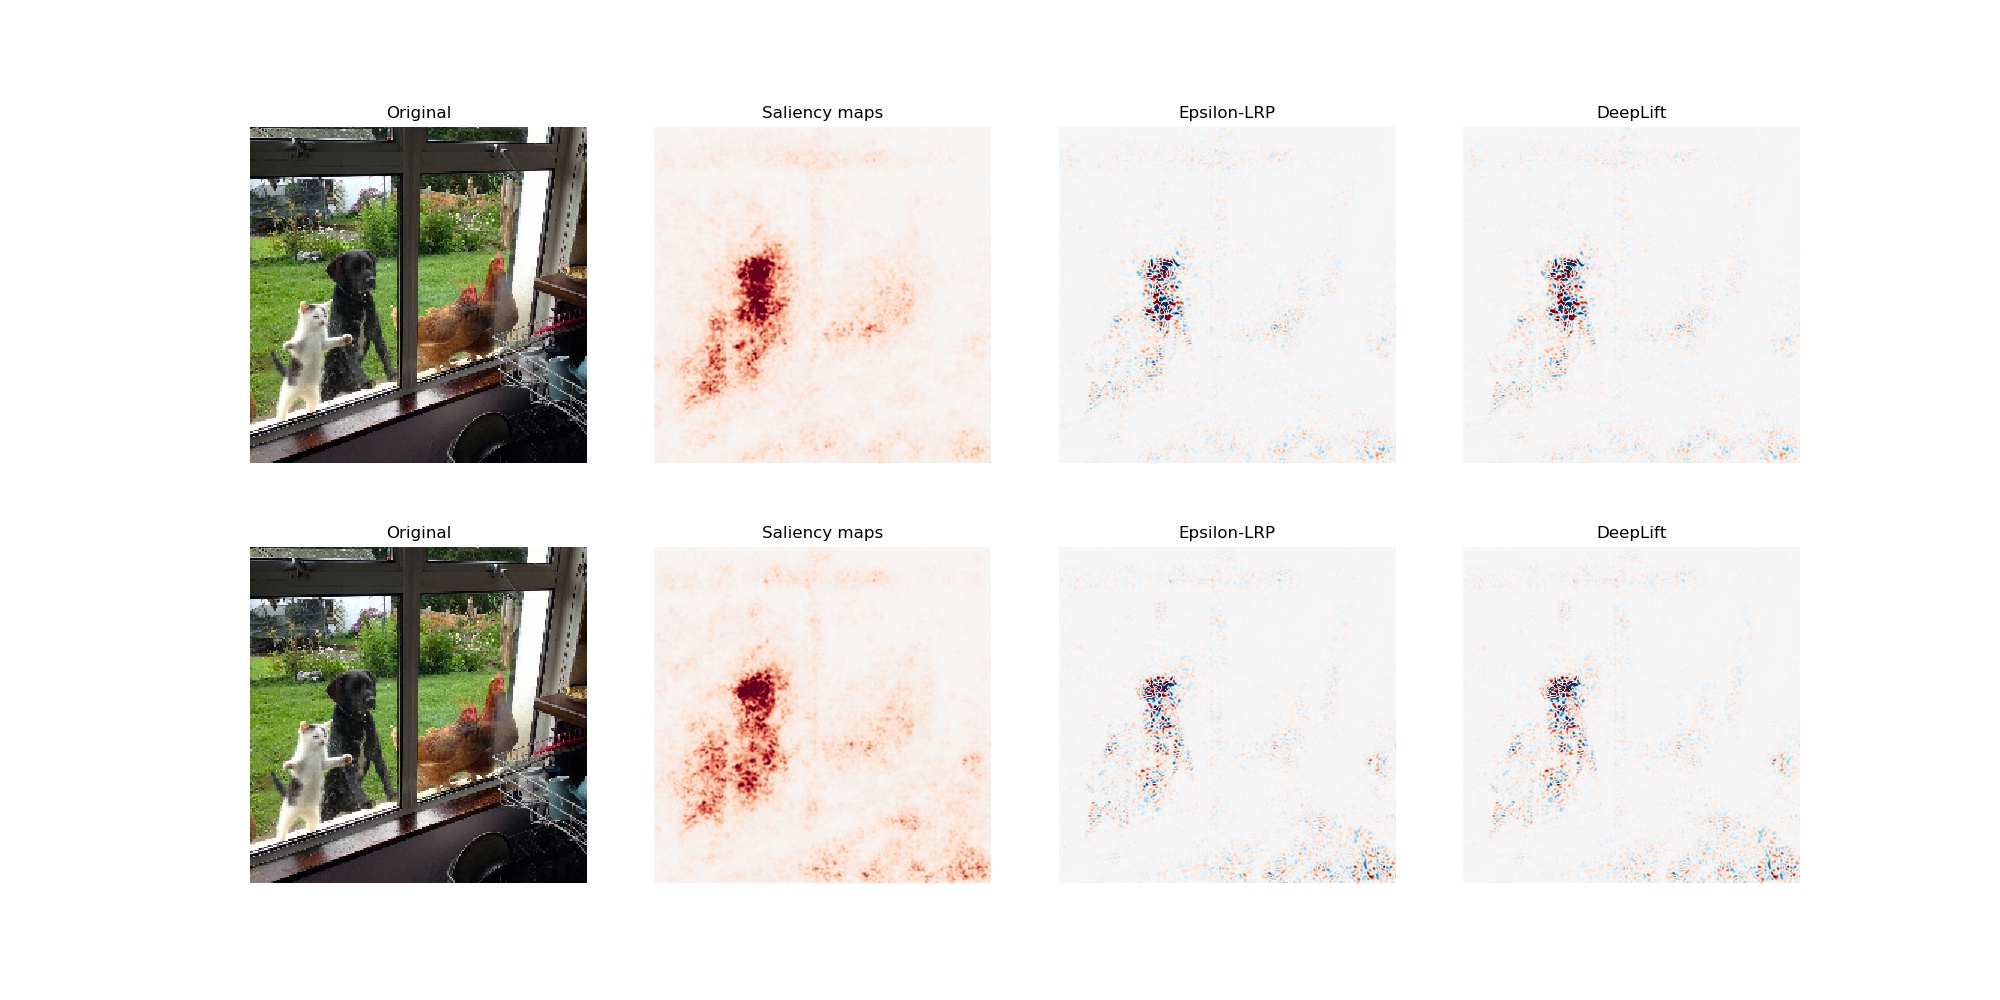 Original
Saliency maps
Epsilon-LRP
DeepLift
Original
Saliency maps
Epsilon-LRP
DeepLift